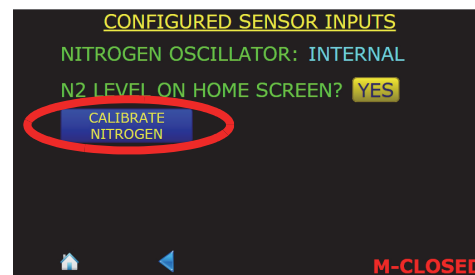 CONFIGURED SENSOR INPUTS
NITROGEN OSCILLATOR: INTERNAL
N2 LEVEL ON HOME SCREEN? YES
CALIBRATE
NITROGEN
M-CLOSED